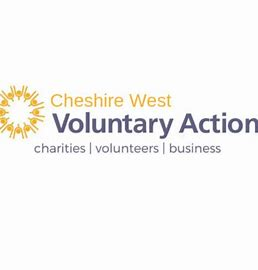 Cheshire West
Voluntary Action
charities | volunteers | business